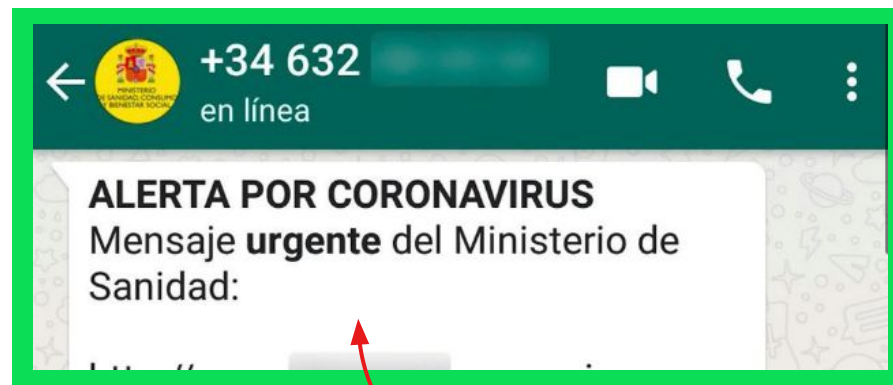 +34 632
en línea
MINISTERIO
DE SANIDAD, CONSUMO
Y BIENESTAR SOCIAL
ALERTA POR CORONAVIRUS
Mensaje urgente del Ministerio de
Sanidad: